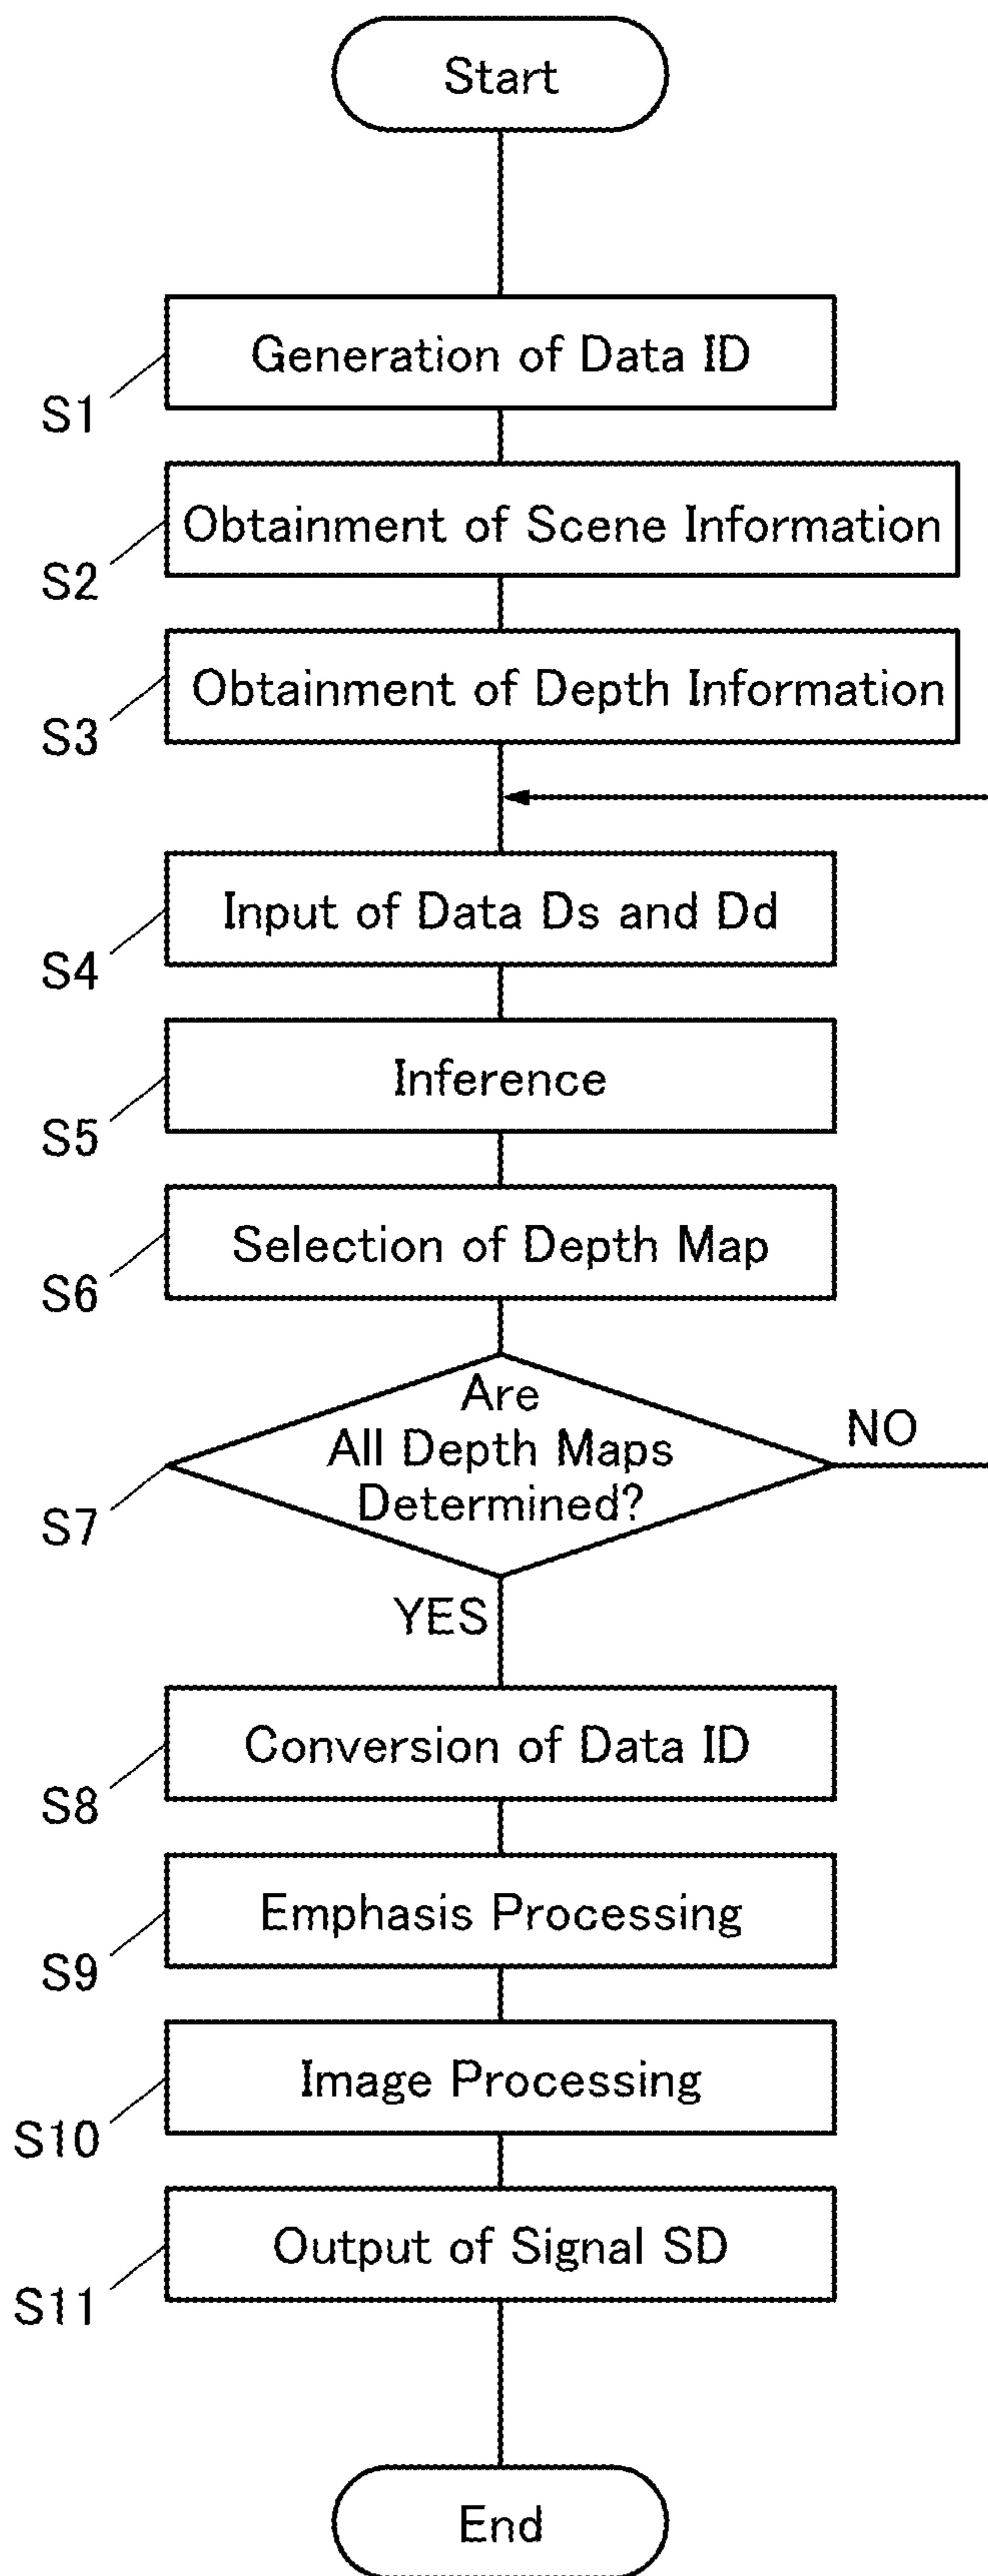 Start
Generation of Data ID
S1
Obtainment of Scene Information
S2
Obtainment of Depth Information
S3
Input of Data Ds and Dd
S4
Inference
S5
Selection of Depth Map
S6
Are
All Depth Maps
Determined?
NO
S7
YES
Conversion of Data ID
S8
Emphasis Processing
S9
Image Processing
S10
Output of Signal SD
S11
End